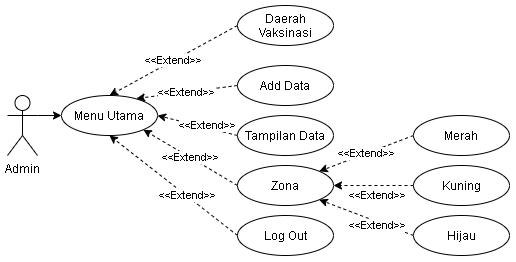 Daerah
Vaksinasi
<<Extend>>
<<Extend>>
Add Data
Menu Utama
<<Extend>>
Tampilan Data
Merah
<<Extend>>
<<Extend>>
Admin
Zona
Kuning
<<Extend>>
<<Extend>>
<<Extend>>
Log Out
Hijau